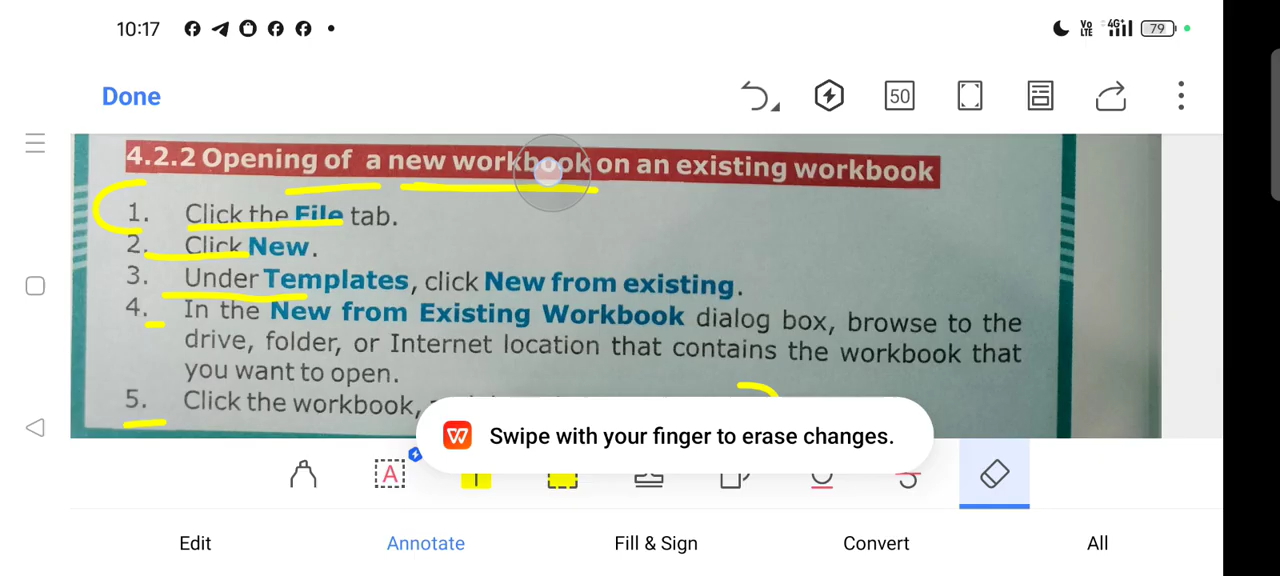 10:17 Vo LTE 4G+ 79
Done 50
4.2.2 Opening of a new workbook on an existing workbook
1. Click the File tab.
2. Click New.
3. Under Templates, click New from existing.
4. In the New from Existing Workbook dialog box, browse to the
drive, folder, or Internet location that contains the workbook that
you want to open.
5. Click the workbook,
Swipe with your finger to erase changes.
A T
Edit Annotate Fill & Sign Convert All